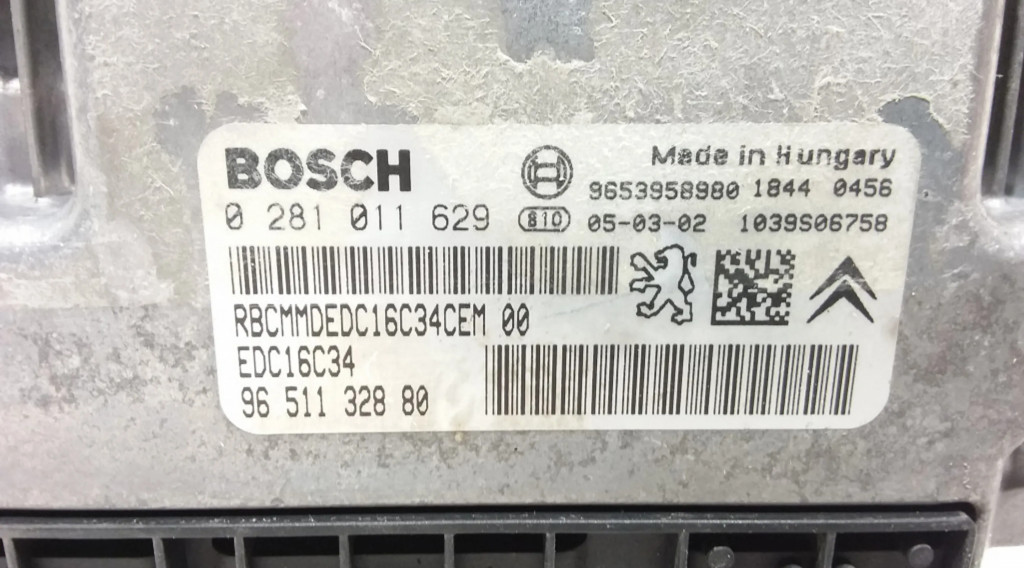 BOSCH
Made in Hungary
9653958980 1844 0456
0 281 011 629 810 05-03-02 1039S06758
RBCMMDEDC16C34CEM 00
EDC16C34
96 511 328 80